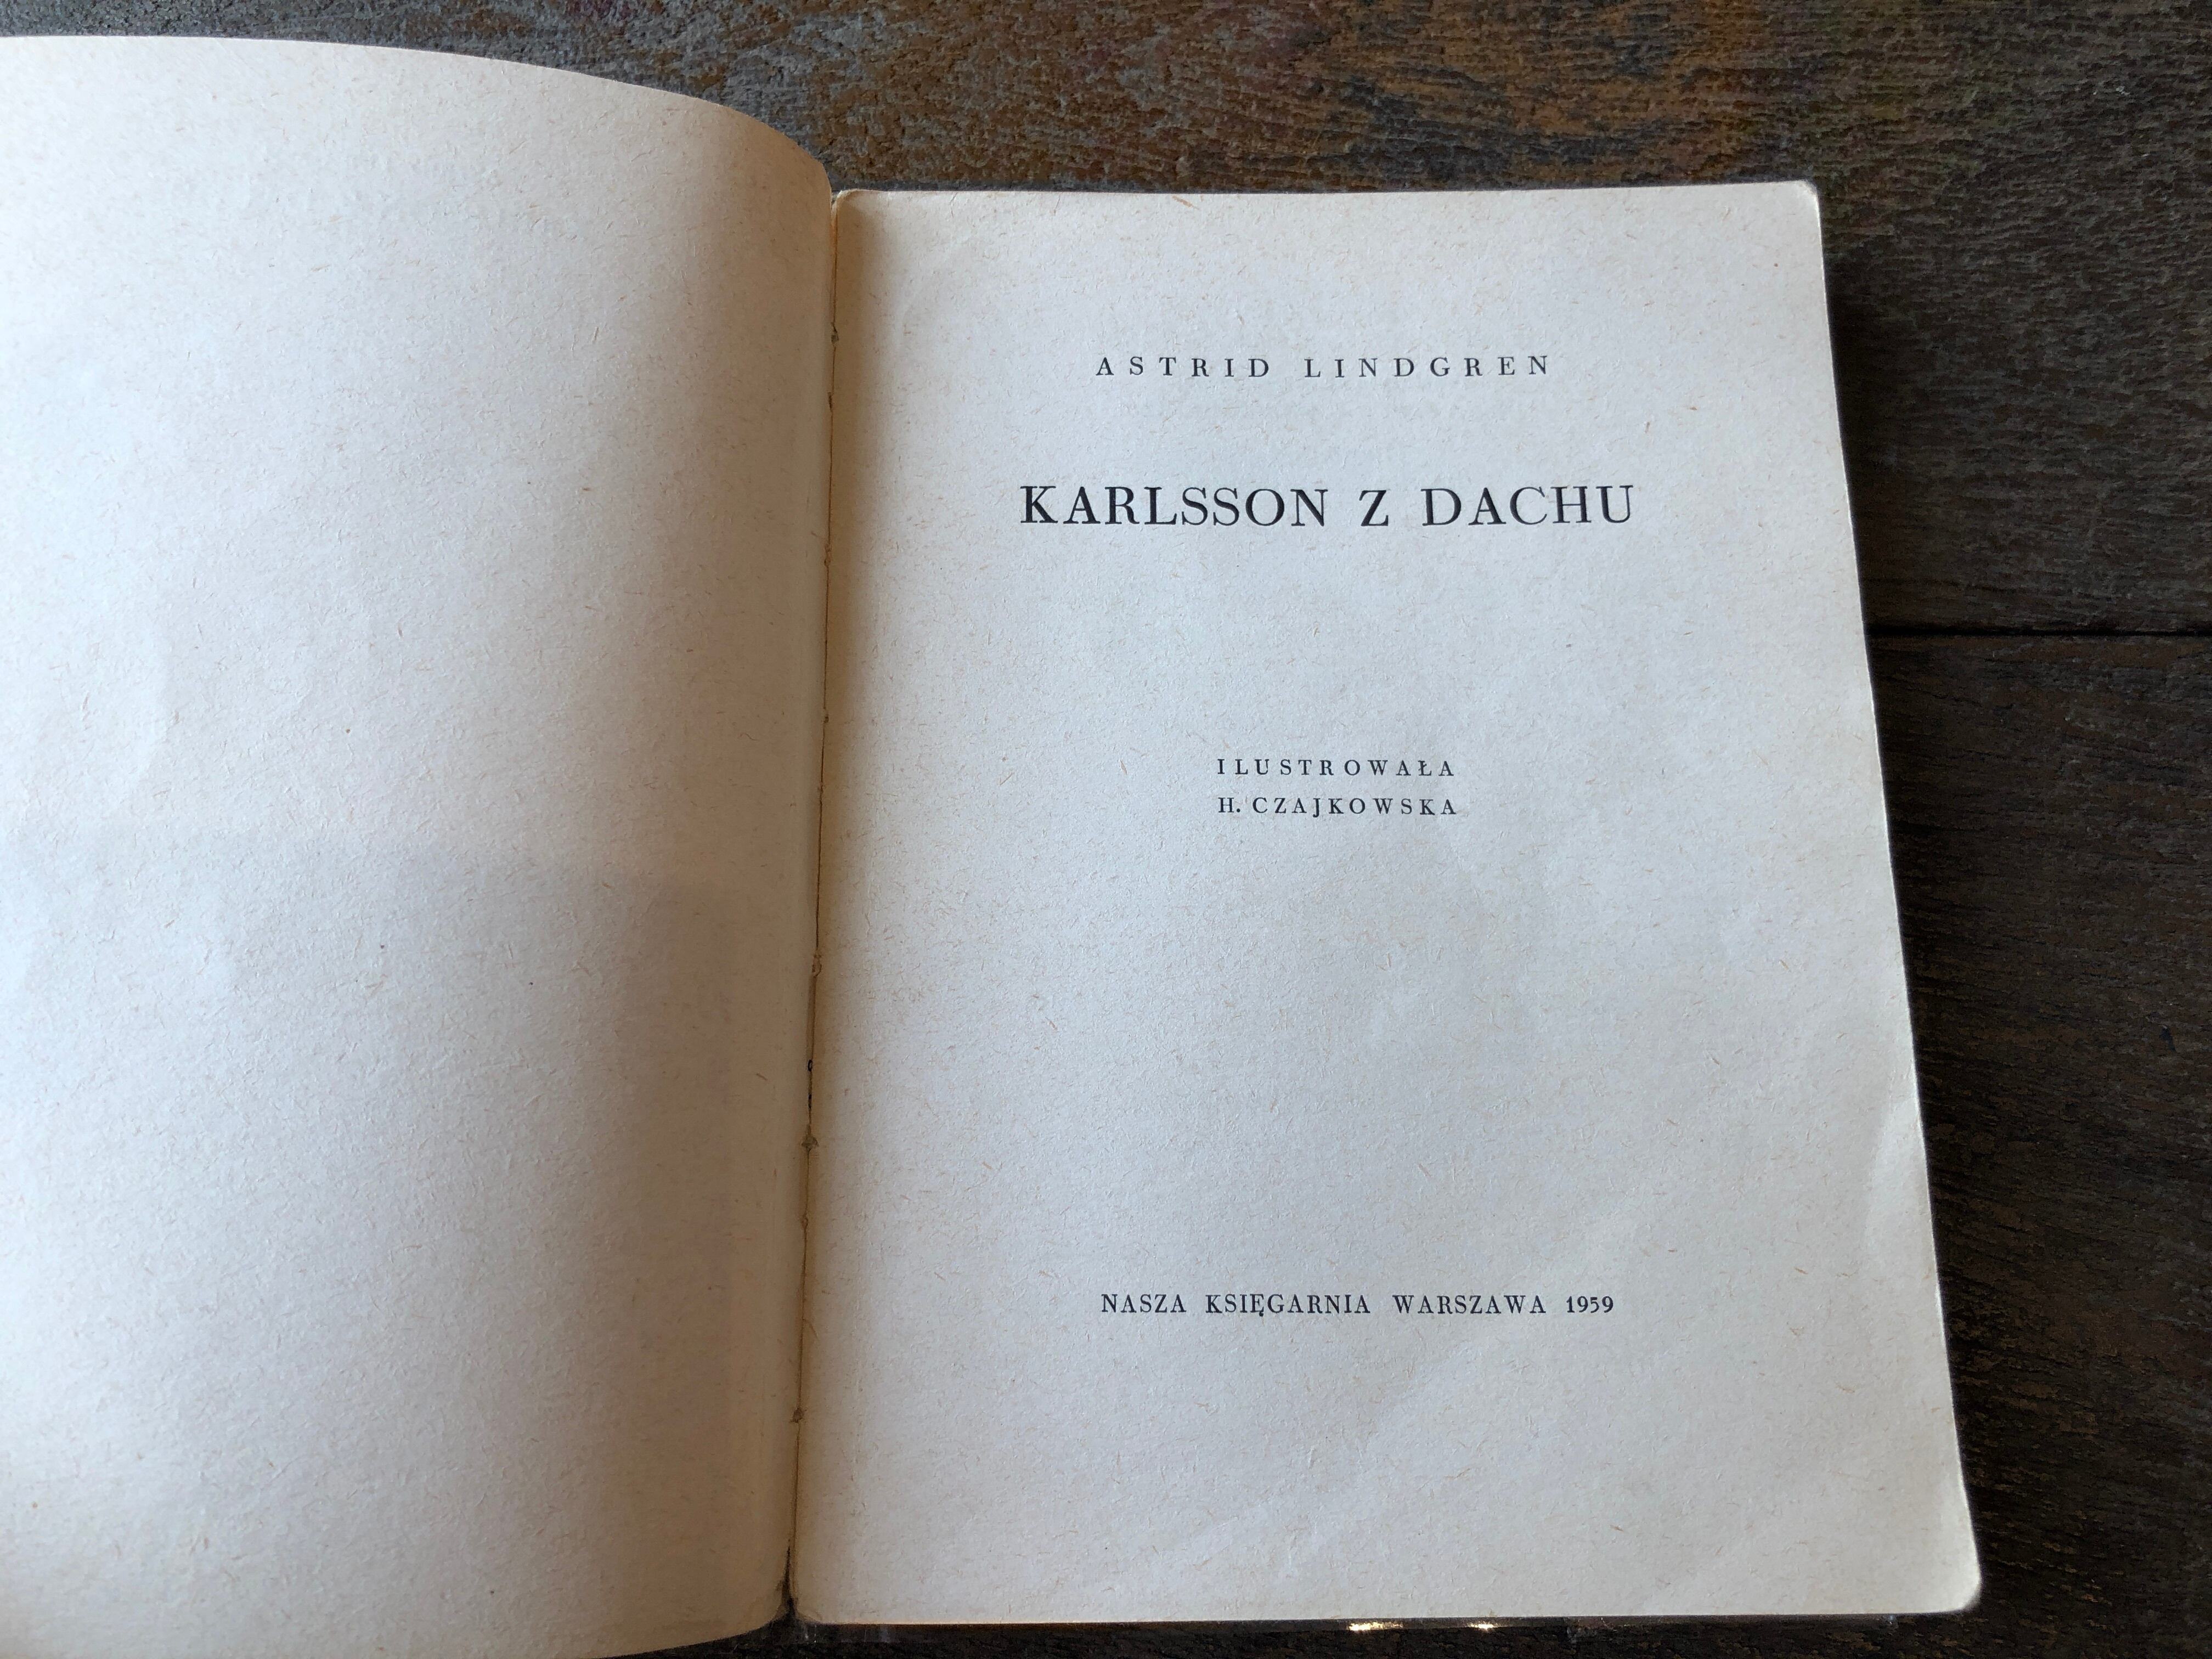 ASTRID LINDGREN
KARLSSON Z DACHU
ILUSTROWAŁA
H. CZAJKOWSKA
NASZA KSIĘGARNIA WARSZAWA 1959